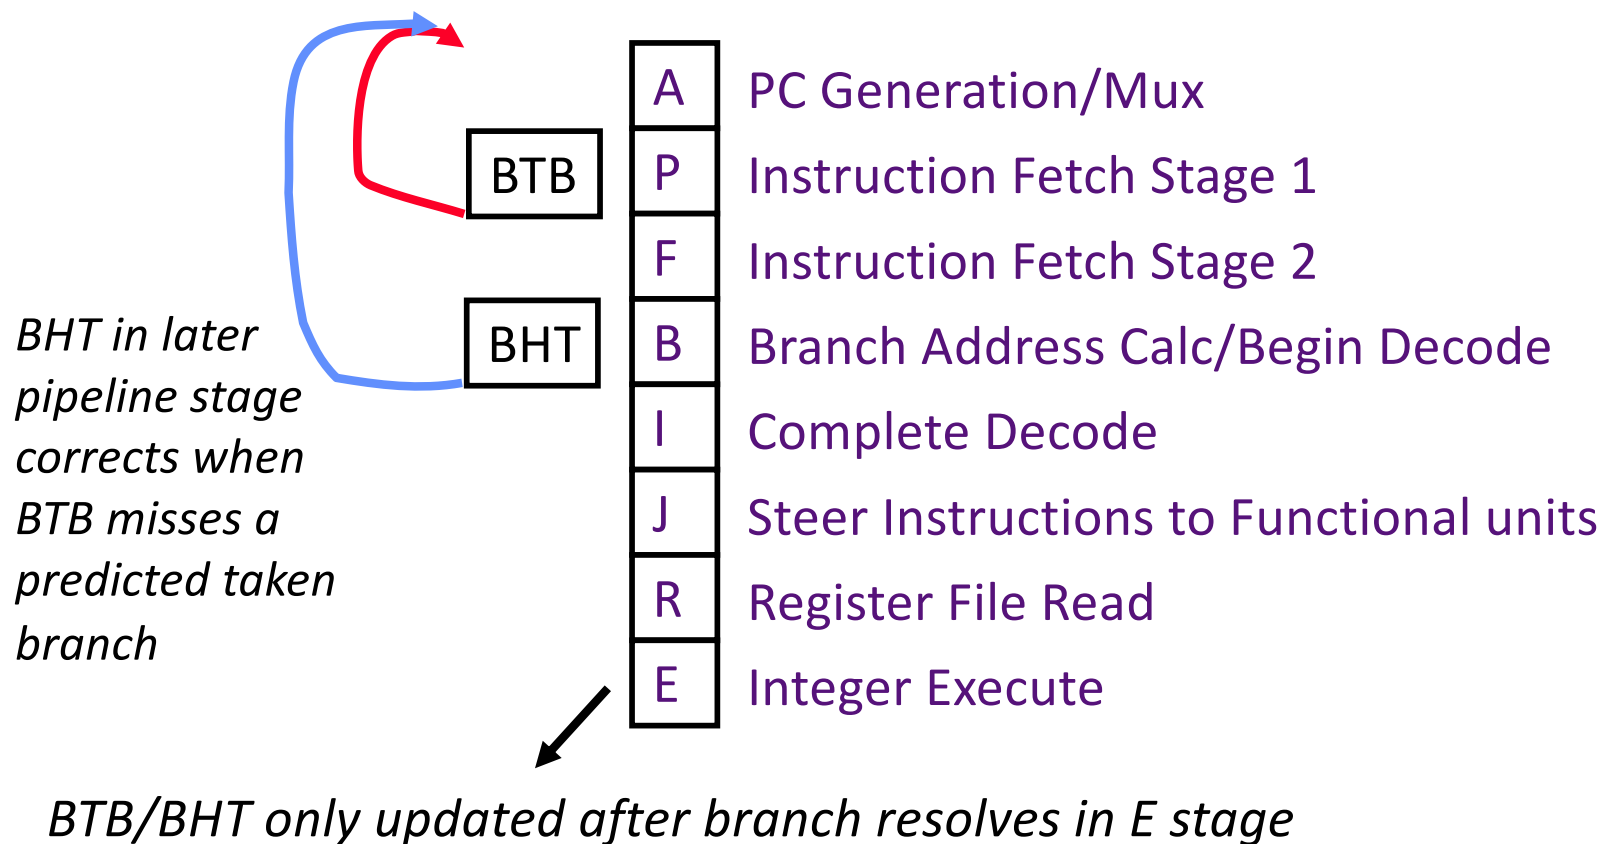 A PC Generation/Mux
BTB P Instruction Fetch Stage 1
F Instruction Fetch Stage 2
BHT B Branch Address Calc/Begin Decode
I Complete Decode
J Steer Instructions to Functional units
R Register File Read
E Integer Execute
BHT in later
pipeline stage
corrects when
BTB misses a
predicted taken
branch
BTB/BHT only updated after branch resolves in E stage